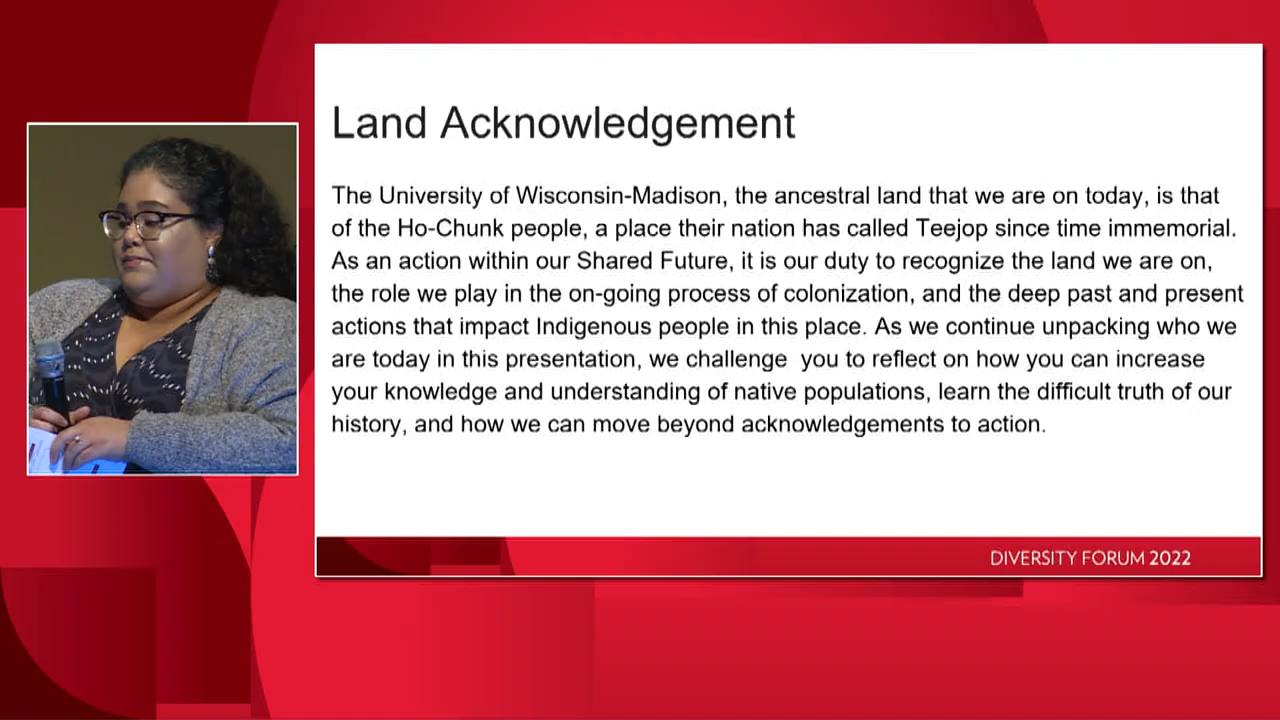 Land Acknowledgement
The University of Wisconsin-Madison, the ancestral land that we are on today, is that
of the Ho-Chunk people, a place their nation has called Teejop since time immemorial.
As an action within our Shared Future, it is our duty to recognize the land we are on,
the role we play in the on-going process of colonization, and the deep past and present
actions that impact Indigenous people in this place. As we continue unpacking who we
are today in this presentation, we challenge  you to reflect on how you can increase
your knowledge and understanding of native populations, learn the difficult truth of our
history, and how we can move beyond acknowledgements to action.
DIVERSITY FORUM 2022